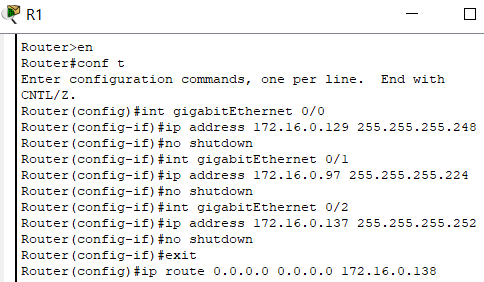 R1
Router>en
Router#conf t
Enter configuration commands, one per line.  End with
CNTL/Z.
Router(config)#int gigabitEthernet 0/0
Router(config-if)#ip address 172.16.0.129 255.255.255.248
Router(config-if)#no shutdown
Router(config-if)#int gigabitEthernet 0/1
Router(config-if)#ip address 172.16.0.97 255.255.255.224
Router(config-if)#no shutdown
Router(config-if)#int gigabitEthernet 0/2
Router(config-if)#ip address 172.16.0.137 255.255.255.252
Router(config-if)#no shutdown
Router(config-if)#exit
Router(config)#ip route 0.0.0.0 0.0.0.0 172.16.0.138